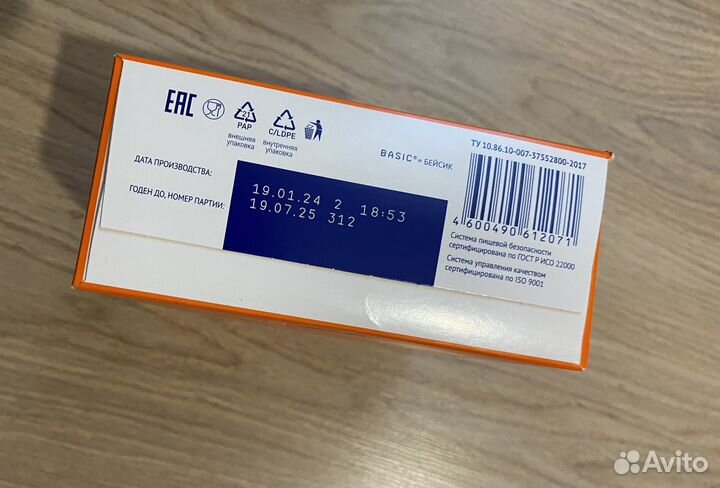 EAC
21
PAP
внешняя
упаковка
C/LDPE
внутренняя
упаковка
BASIC®= БЕЙСИК
ТУ 10.86.10-007-37552800-2017
ДАТА ПРОИЗВОДСТВА:
ГОДЕН ДО, НОМЕР ПАРТИИ:
19.01.24 2 18:53
19.07.25 312
4 600490 612071
Система пищевой безопасности
сертифицирована по ГОСТ Р ИСО 22000
Система управления качеством
сертифицирована по ISO 9001
Avito